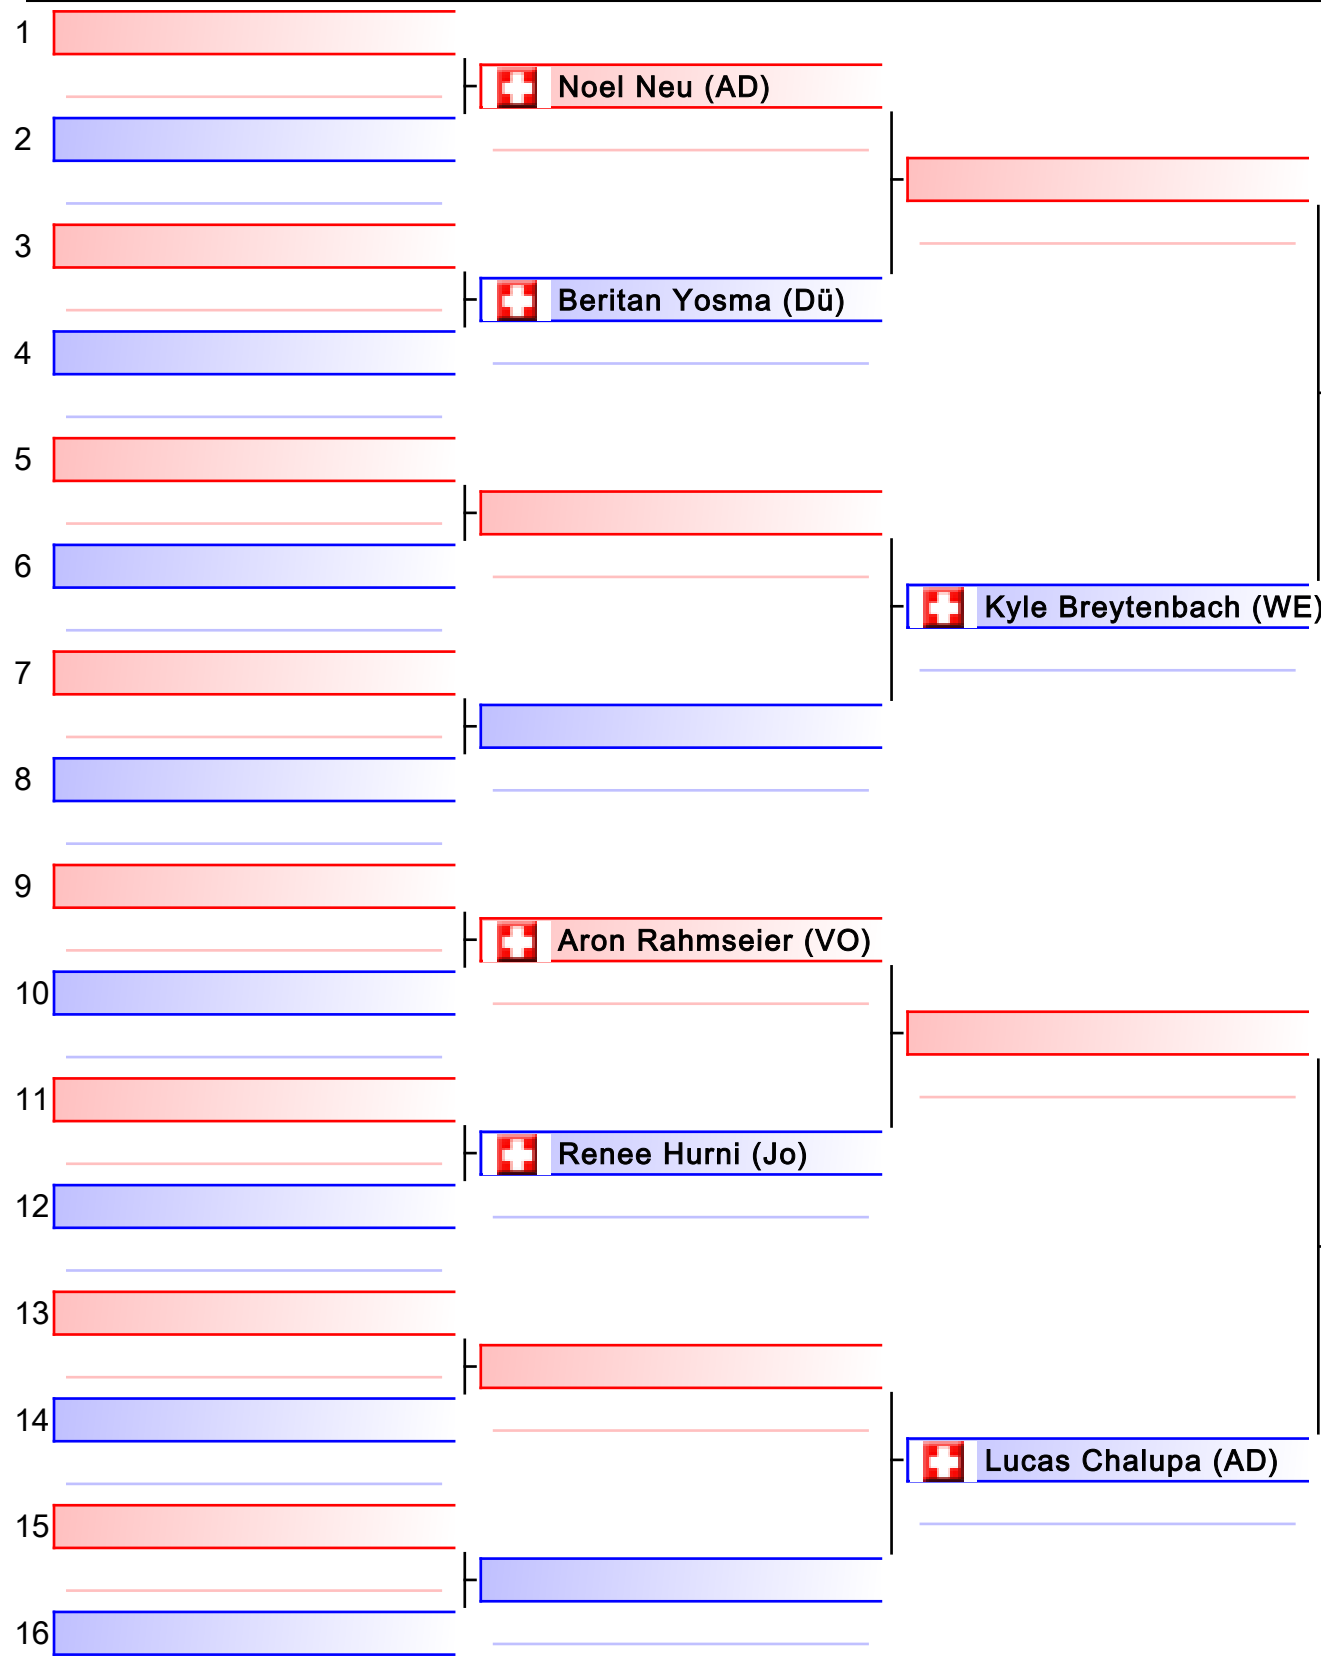 1
Noel Neu (AD)
2
3
Beritan Yosma (Dü)
4
5
6
Kyle Breytenbach (WE)
7
8
9
Aron Rahmseier (VO)
10
11
Renee Hurni (Jo)
12
13
14
Lucas Chalupa (AD)
15
16